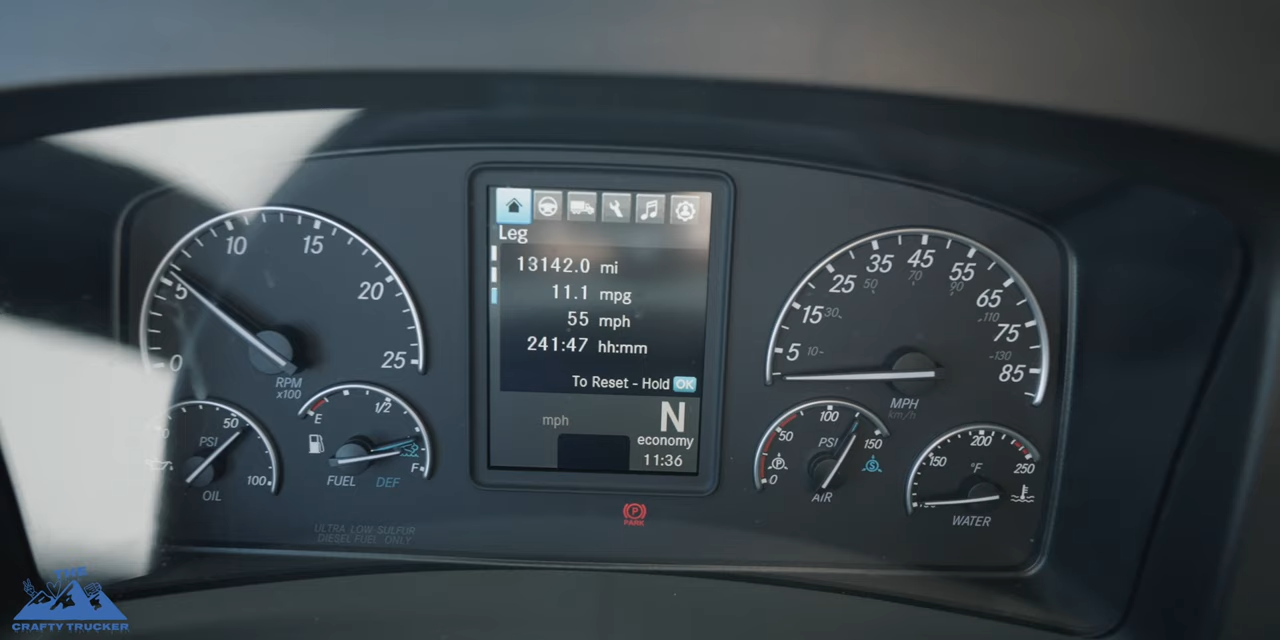 Leg
13142.0 mi
11.1 mpg
55 mph
241:47 hh:mm
To Reset - Hold OK
mph
N
economy
11:36
0
5
10
15
20
25
RPM
x100
50
100
PSI
OIL
E
1/2
F
FUEL
DEF
ULTRA LOW-SULFUR
DIESEL FUEL ONLY
5
15
25
35
45
55
65
75
85
10
30
50
70
90
110
130
MPH
km/h
0
50
100
150
PSI
P
S
AIR
150
200
250
°F
WATER
P
PARK
THE
CRAFTY TRUCKER